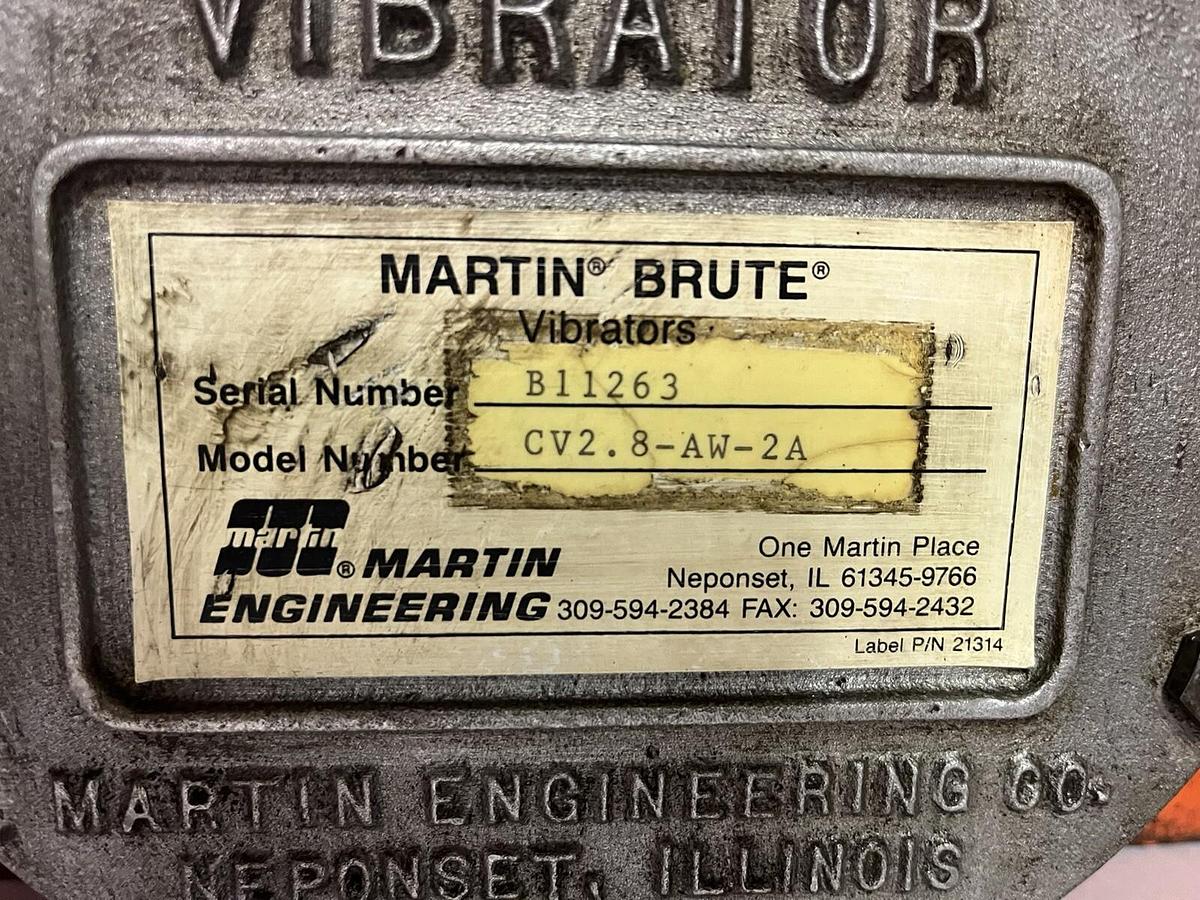 VIBRATOR
MARTIN® BRUTE®
Vibrators
Serial Number B11263
Model Number CV2.8-AW-2A
martin® MARTIN
ENGINEERING
One Martin Place
Neponset, IL 61345-9766
309-594-2384 FAX: 309-594-2432
Label P/N 21314
MARTIN ENGINEERING CO.
NEPONSET, ILLINOIS